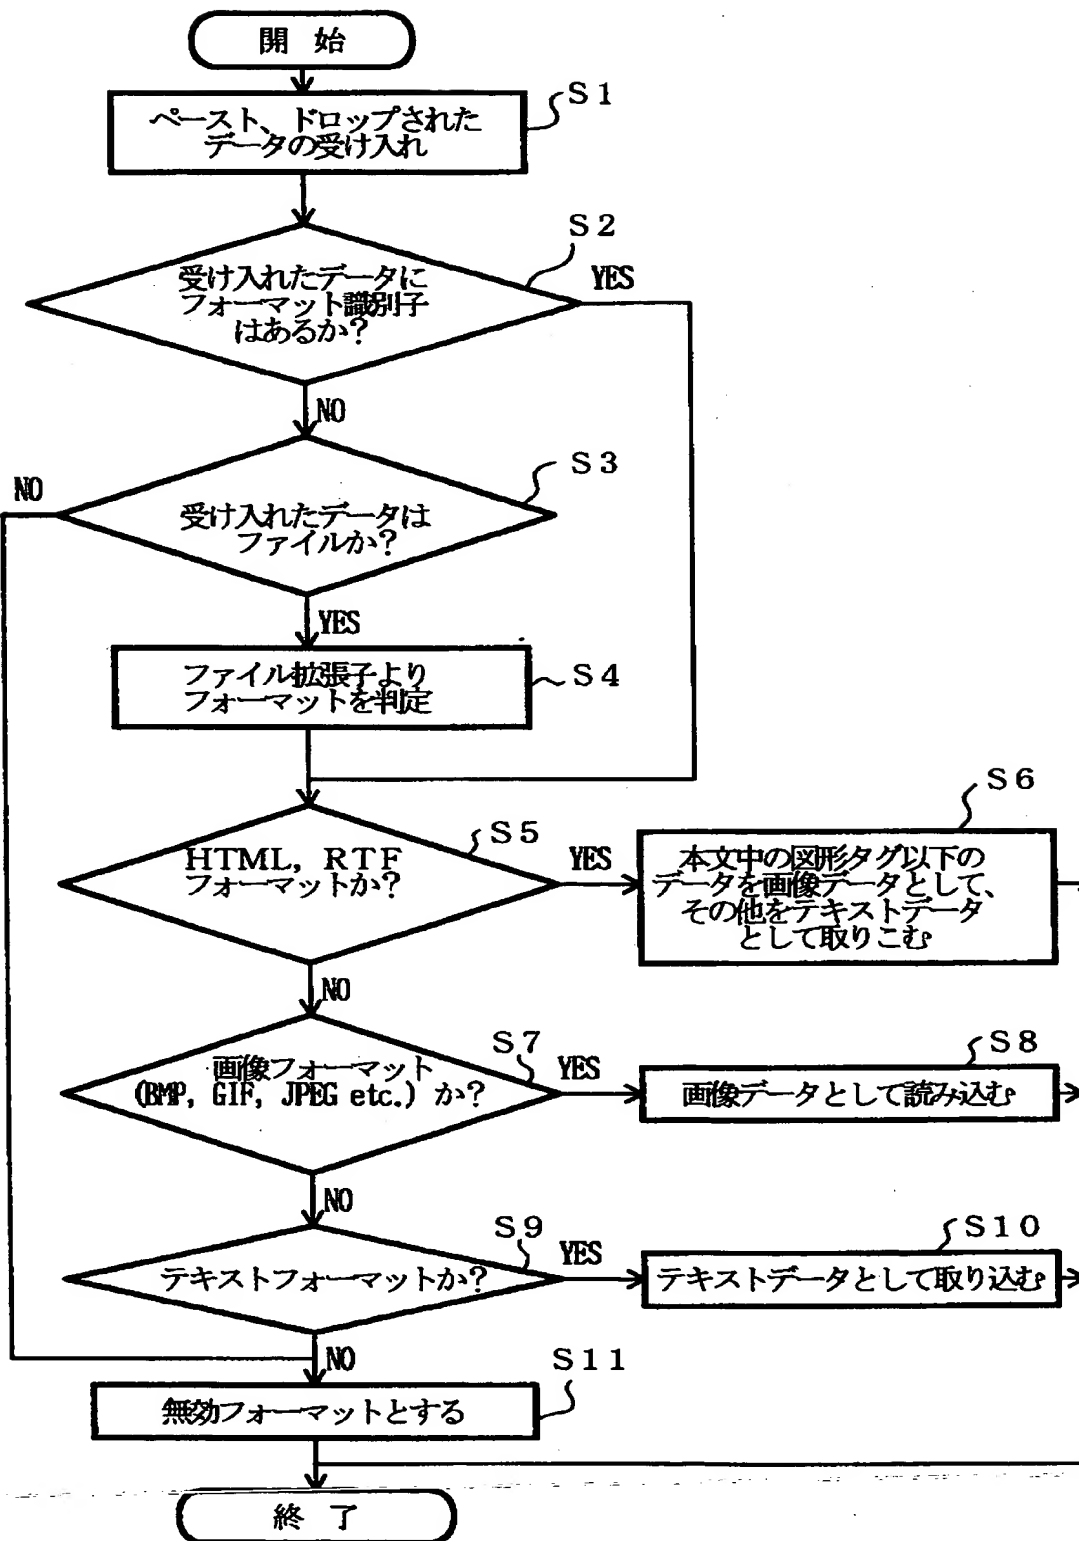 開 始
S1
ペースト、ドロップされた
データの受け入れ
S2
受け入れたデータに
フォーマット識別子
はあるか?
YES
NO
S3
NO
受け入れたデータは
ファイルか?
YES
ファイル拡張子より
フォーマットを判定
S4
S5
HTML, RTF
フォーマットか?
YES
S6
本文中の図形タグ以下の
データを画像データとして、
その他をテキストデータ
として取りこむ
NO
S7
画像フォーマット
(BMP, GIF, JPEG etc.) か?
YES
S8
画像データとして読み込む
NO
S9
テキストフォーマットか?
YES
S10
テキストデータとして取り込む
NO
S11
無効フォーマットとする
終 了